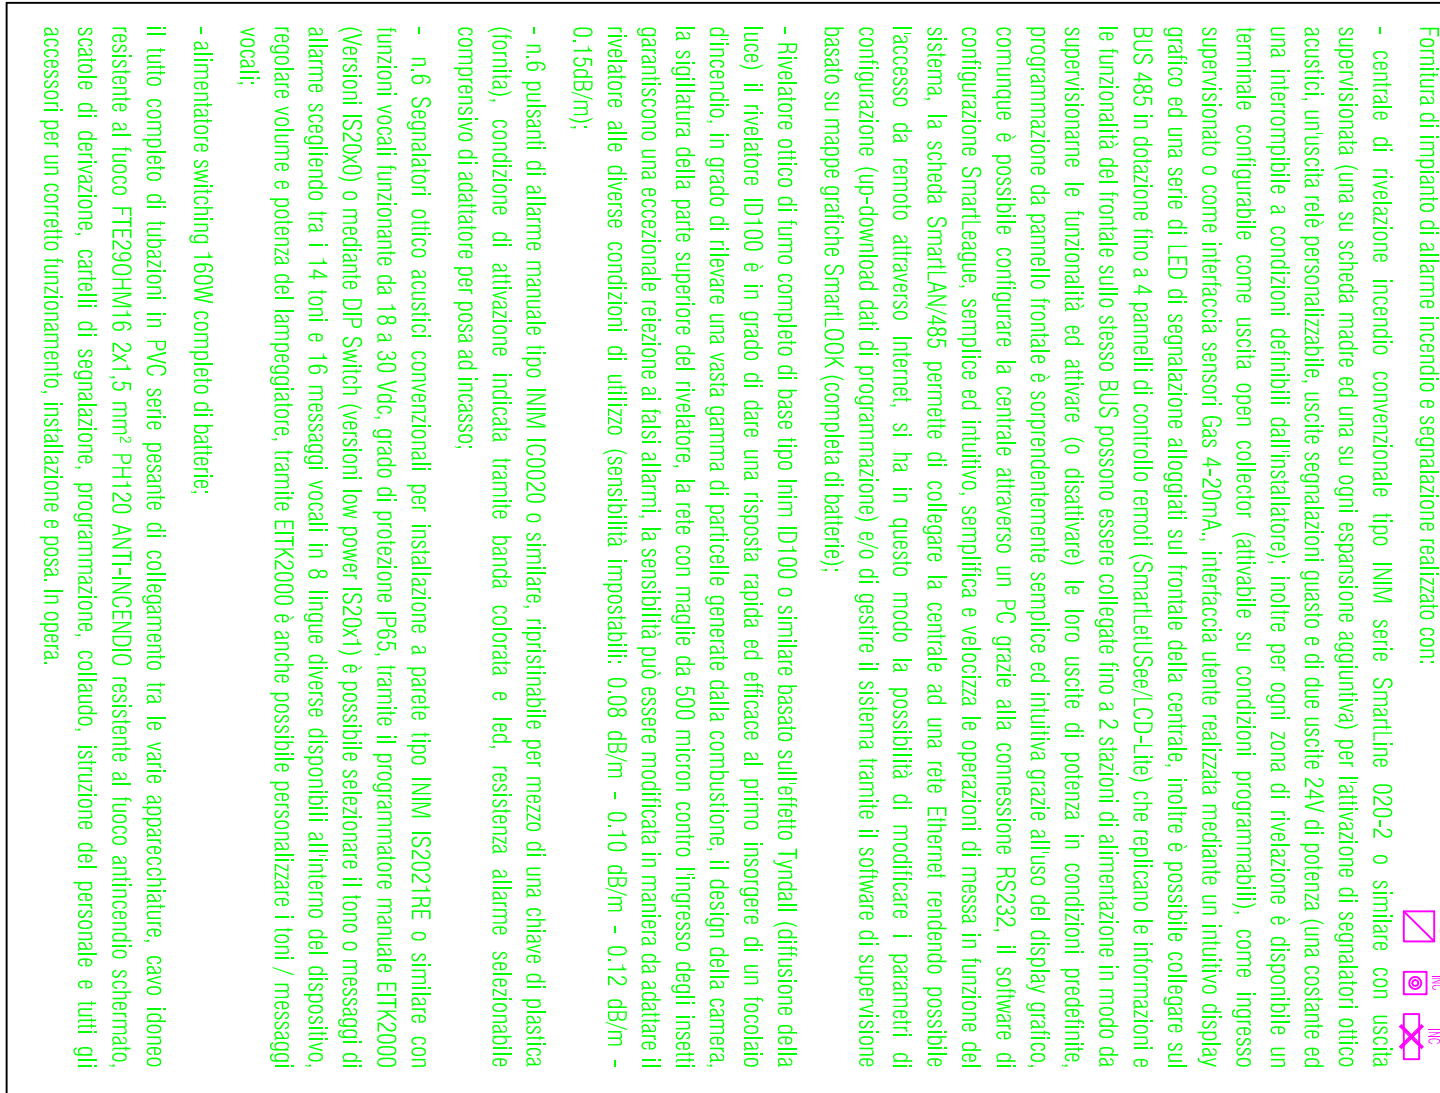 Fornitura di impianto di allarme incendio e segnalazione realizzato con:
INC
INC
- centrale di rivelazione incendio convenzionale tipo INIM serie SmartLine 020-2 o similare con uscita
supervisionata (una su scheda madre ed una su ogni espansione aggiuntiva) per l'attivazione di segnalatori ottico
acustici, un'uscita relè personalizzabile, uscite segnalazioni guasto e di due uscite 24V di potenza (una costante ed
una interrompibile a condizioni definibili dall'installatore); inoltre per ogni zona di rivelazione è disponibile un
terminale configurabile come uscita open collector (attivabile su condizioni programmabili), come ingresso
supervisionato o come interfaccia sensori Gas 4-20mA., interfaccia utente realizzata mediante un intuitivo display
grafico ed una serie di LED di segnalazione alloggiati sul frontale della centrale, inoltre è possibile collegare sul
BUS 485 in dotazione fino a 4 pannelli di controllo remoti (SmartLetUSee/LCD-Lite) che replicano le informazioni e
le funzionalità del frontale sullo stesso BUS possono essere collegate fino a 2 stazioni di alimentazione in modo da
supervisionarne le funzionalità ed attivare (o disattivare) le loro uscite di potenza in condizioni predefinite,
programmazione da pannello frontale è sorprendentemente semplice ed intuitiva grazie all'uso del display grafico,
comunque è possibile configurare la centrale attraverso un PC grazie alla connessione RS232, il software di
configurazione SmartLeague, semplice ed intuitivo, semplifica e velocizza le operazioni di messa in funzione del
sistema, la scheda SmartLAN/485 permette di collegare la centrale ad una rete Ethernet rendendo possibile
l'accesso da remoto attraverso Internet, si ha in questo modo la possibilità di modificare i parametri di
configurazione (up-download dati di programmazione) e/o di gestire il sistema tramite il software di supervisione
basato su mappe grafiche SmartLOOK (completa di batterie);
- Rivelatore ottico di fumo completo di base tipo Inim ID100 o similare basato sull'effetto Tyndall (diffusione della
luce) il rivelatore ID100 è in grado di dare una risposta rapida ed efficace al primo insorgere di un focolaio
d'incendio, in grado di rilevare una vasta gamma di particelle generate dalla combustione, il design della camera,
la sigillatura della parte superiore del rivelatore, la rete con maglie da 500 micron contro l'ingresso degli insetti
garantiscono una eccezionale reiezione ai falsi allarmi, la sensibilità può essere modificata in maniera da adattare il
rivelatore alle diverse condizioni di utilizzo (sensibilità impostabili: 0.08 dB/m - 0.10 dB/m - 0.12 dB/m -
0.15dB/m);
- n.6 pulsanti di allarme manuale tipo INIM IC0020 o similare, ripristinabile per mezzo di una chiave di plastica
(fornita), condizione di attivazione indicata tramite banda colorata e led, resistenza allarme selezionabile
comprensivo di adattatore per posa ad incasso;
- n.6 Segnalatori ottico acustici convenzionali per installazione a parete tipo INIM IS2021RE o similare con
funzioni vocali funzionante da 18 a 30 Vdc, grado di protezione IP65, tramite il programmatore manuale EITK2000
(Versioni IS20x0) o mediante DIP Switch (versioni low power IS20x1) è possibile selezionare il tono o messaggi di
allarme scegliendo tra i 14 toni e 16 messaggi vocali in 8 lingue diverse disponibili all'interno del dispositivo,
regolare volume e potenza del lampeggiatore, tramite EITK2000 è anche possibile personalizzare i toni / messaggi
vocali;
- alimentatore switching 160W completo di batterie;
il tutto completo di tubazioni in PVC serie pesante di collegamento tra le varie apparecchiature, cavo idoneo
resistente al fuoco FTE29OHM16 2x1,5 mm² PH120 ANTI-INCENDIO resistente al fuoco antincendio schermato,
scatole di derivazione, cartelli di segnalazione, programmazione, collaudo, istruzione del personale e tutti gli
accessori per un corretto funzionamento, installazione e posa. In opera.